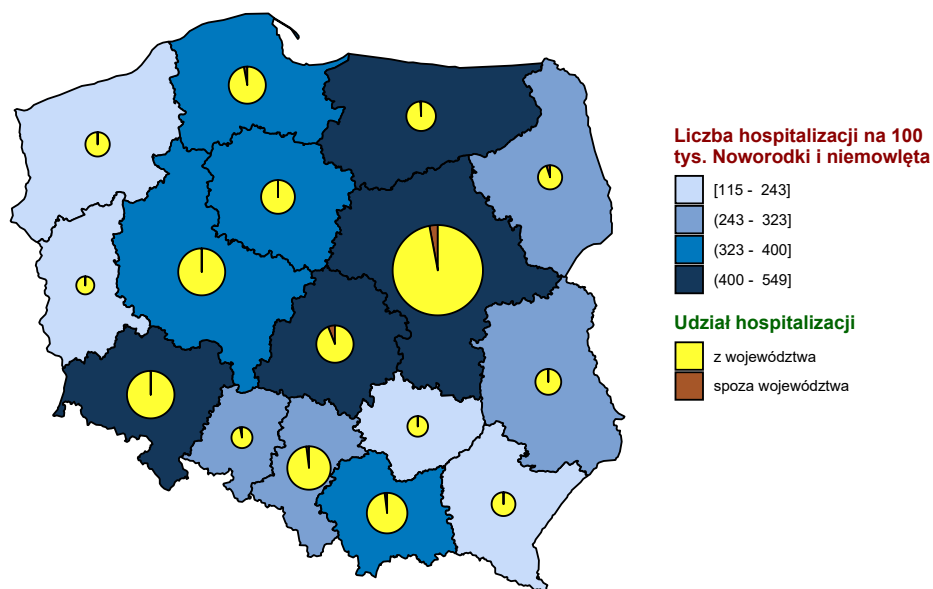 Liczba hospitalizacji na 100
tys. Noworodki i niemowlęta
[115 - 243]
(243 - 323]
(323 - 400]
(400 - 549]
Udział hospitalizacji
z województwa
spoza województwa